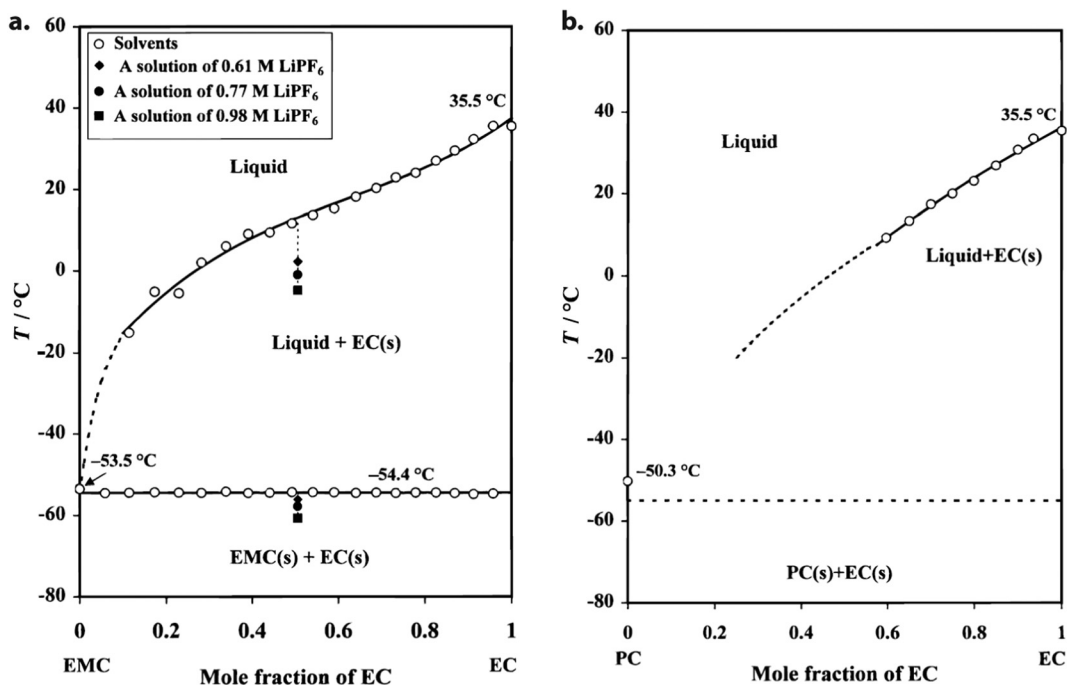 a.
60
40
20
0
-20
-40
-60
-80
T / °C
Solvents
A solution of 0.61 M LiPF6
A solution of 0.77 M LiPF6
A solution of 0.98 M LiPF6
35.5 °C
Liquid
Liquid + EC(s)
–53.5 °C
–54.4 °C
EMC(s) + EC(s)
0 0.2 0.4 0.6 0.8 1
EMC EC
Mole fraction of EC
b.
60
40
20
0
-20
-40
-60
-80
T / °C
35.5 °C
Liquid
Liquid+EC(s)
–50.3 °C
PC(s)+EC(s)
0 0.2 0.4 0.6 0.8 1
PC EC
Mole fraction of EC